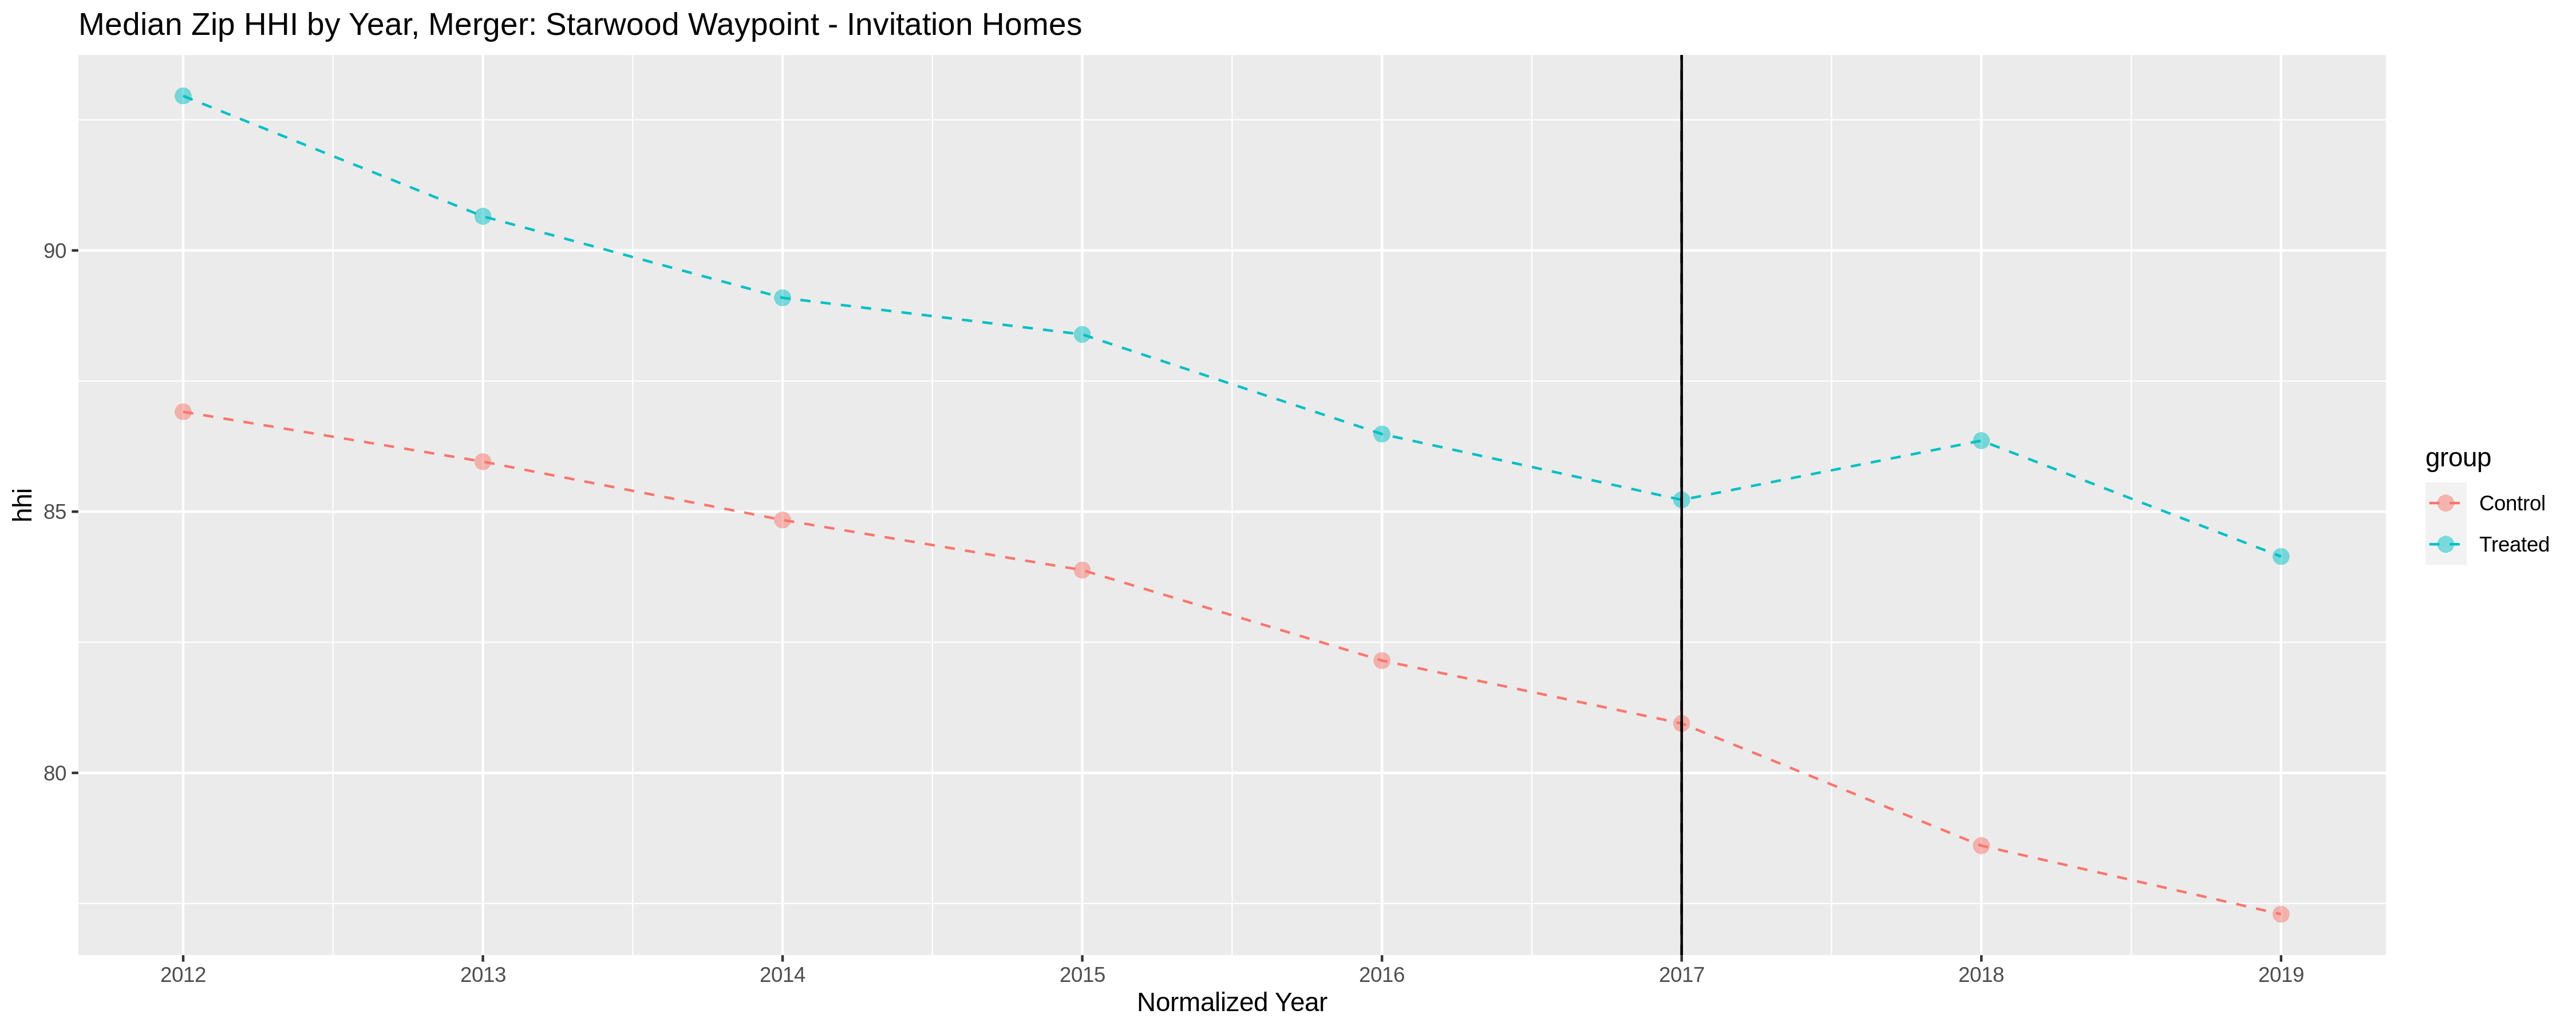 Median Zip HHI by Year, Merger: Starwood Waypoint - Invitation Homes
hhi
90
85
80
2012 2013 2014 2015 2016 2017 2018 2019
Normalized Year
group
Control
Treated